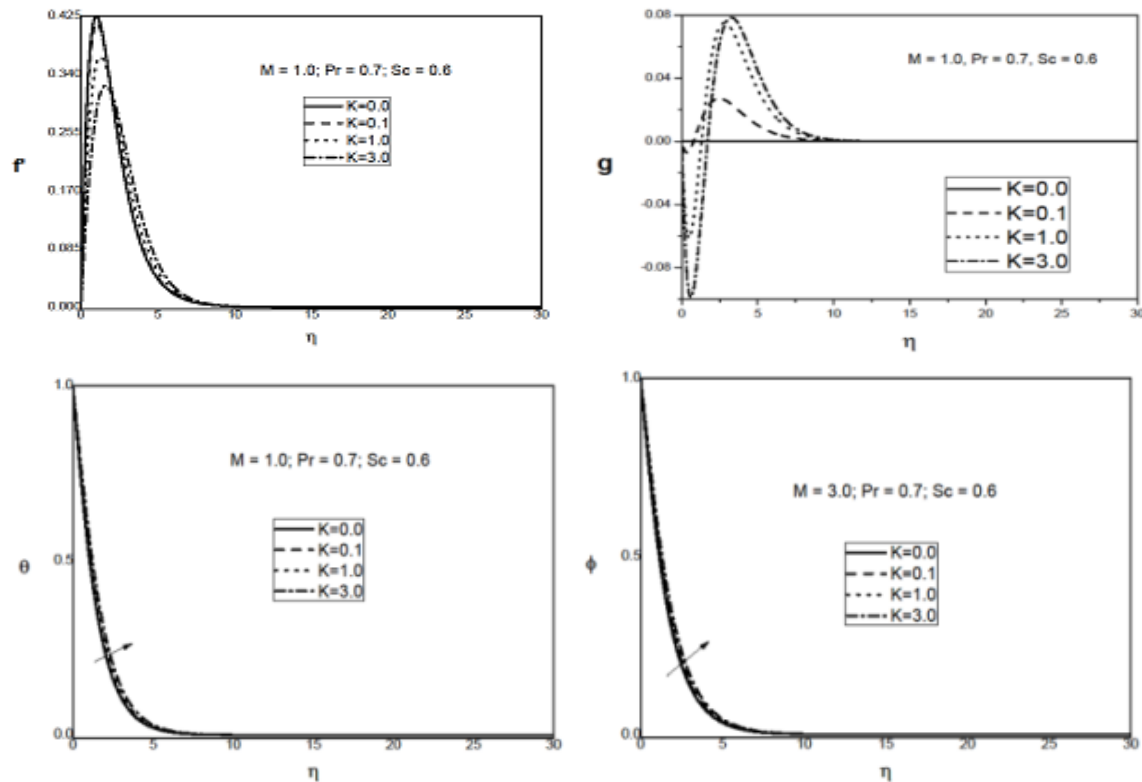 0.425
0.340
0.255
0.170
0.085
0.000
f'
M = 1.0; Pr = 0.7; Sc = 0.6
K=0.0
K=0.1
K=1.0
K=3.0
0 5 10 15 20 25 30
η
0.08
0.04
0.00
-0.04
-0.08
g
M = 1.0, Pr = 0.7, Sc = 0.6
K=0.0
K=0.1
K=1.0
K=3.0
0 5 10 15 20 25 30
η
1.0
0.5
0.0
θ
M = 1.0; Pr = 0.7; Sc = 0.6
K=0.0
K=0.1
K=1.0
K=3.0
0 5 10 15 20 25 30
η
1.0
0.5
0.0
ϕ
M = 3.0; Pr = 0.7; Sc = 0.6
K=0.0
K=0.1
K=1.0
K=3.0
0 5 10 15 20 25 30
η